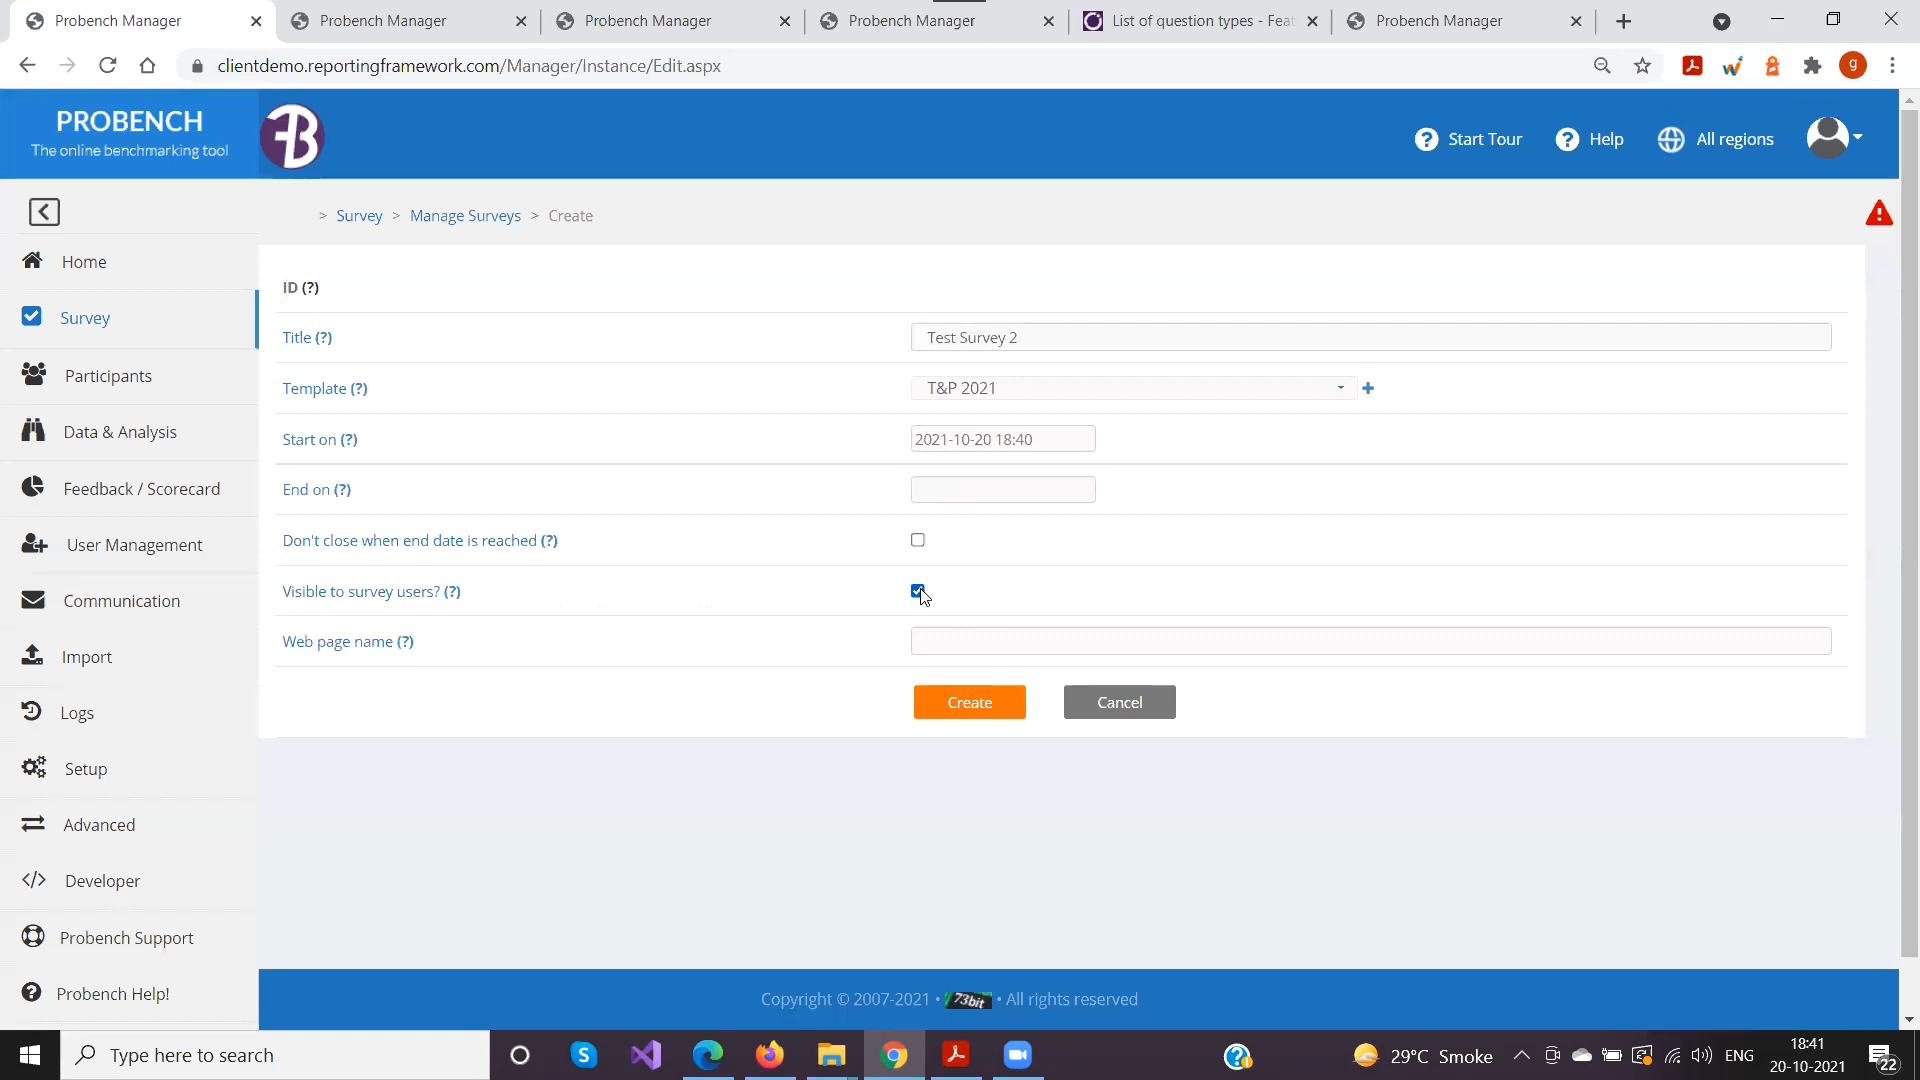 Probench Manager
Probench Manager
Probench Manager
Probench Manager
List of question types - Feat
Probench Manager
clientdemo.reportingframework.com/Manager/Instance/Edit.aspx
g
PROBENCH
The online benchmarking tool
Start Tour
Help
All regions
> Survey > Manage Surveys > Create
Home
Survey
Participants
Data & Analysis
Feedback / Scorecard
User Management
Communication
Import
Logs
Setup
Advanced
Developer
Probench Support
Probench Help!
ID (?)
Title (?)
Test Survey 2
Template (?)
T&P 2021
Start on (?)
2021-10-20 18:40
End on (?)
Don't close when end date is reached (?)
Visible to survey users? (?)
Web page name (?)
Create
Cancel
Copyright © 2007-2021 • 73bit • All rights reserved
Type here to search
29°C Smoke
ENG
18:41
20-10-2021
22